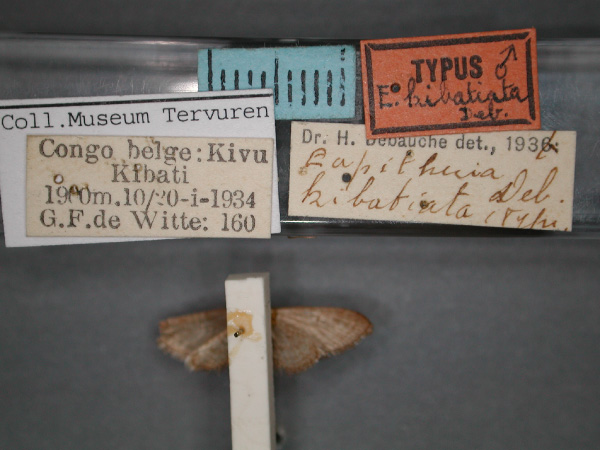 TYPUS ♂
E. kibatiata
Deb.
Coll.Museum Tervuren
Congo belge: Kivu
Kibati
1900m. 10/20-i-1934
G. F. de Witte: 160
Dr. H. Debauche det., 1936
Eupithecia
kibatiata Deb.